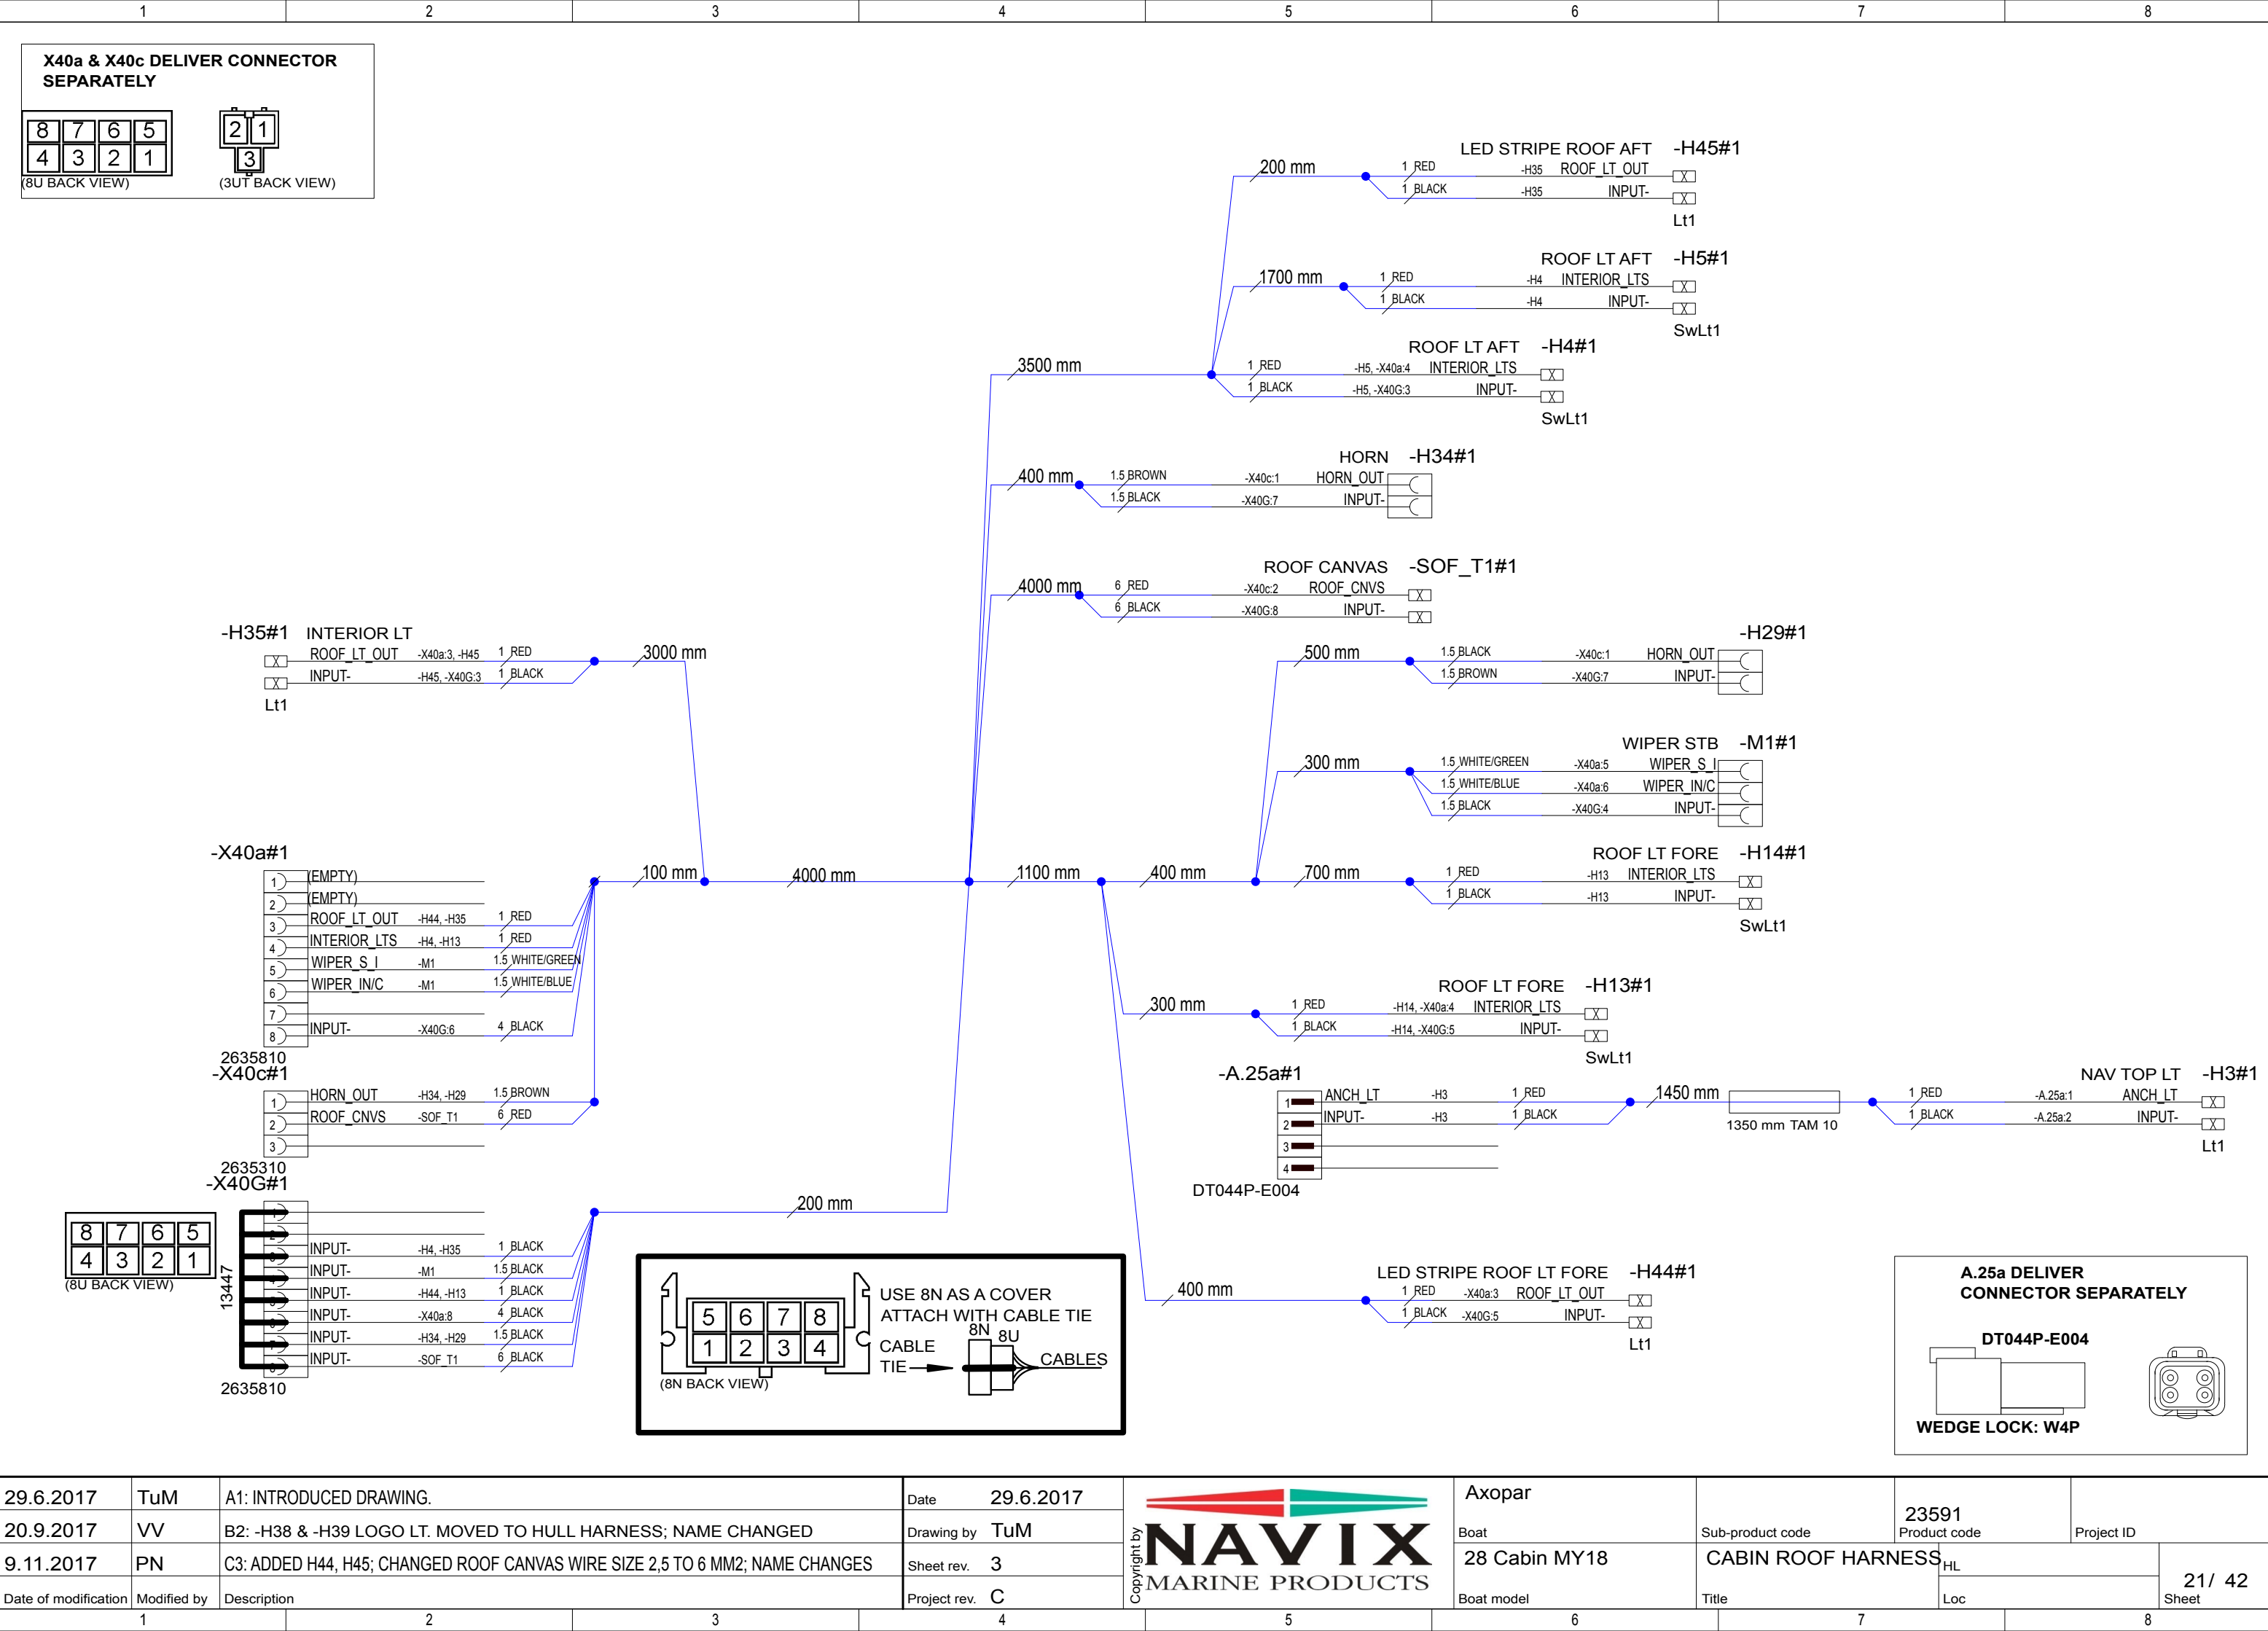 1 2 3 4 5 6 7 8
X40a & X40c DELIVER CONNECTOR
SEPARATELY
8 7 6 5
4 3 2 1
(8U BACK VIEW)
2 1
3
(3UT BACK VIEW)
LED STRIPE ROOF AFT -H45#1
200 mm
1 RED -H35 ROOF_LT_OUT X
1 BLACK -H35 INPUT- X
Lt1
ROOF LT AFT -H5#1
1700 mm
1 RED -H4 INTERIOR_LTS X
1 BLACK -H4 INPUT- X
SwLt1
ROOF LT AFT -H4#1
3500 mm
1 RED -H5, -X40a:4 INTERIOR_LTS X
1 BLACK -H5, -X40G:3 INPUT- X
SwLt1
HORN -H34#1
400 mm
1.5 BROWN -X40c:1 HORN_OUT
1.5 BLACK -X40G:7 INPUT-
ROOF CANVAS -SOF_T1#1
4000 mm
6 RED -X40c:2 ROOF_CNVS X
6 BLACK -X40G:8 INPUT- X
-H35#1 INTERIOR LT
X ROOF_LT_OUT -X40a:3, -H45 1 RED
X INPUT- -H45, -X40G:3 1 BLACK
Lt1
3000 mm
-H29#1
500 mm
1.5 BLACK -X40c:1 HORN_OUT
1.5 BROWN -X40G:7 INPUT-
WIPER STB -M1#1
300 mm
1.5 WHITE/GREEN -X40a:5 WIPER_S_I
1.5 WHITE/BLUE -X40a:6 WIPER_IN/C
1.5 BLACK -X40G:4 INPUT-
-X40a#1
1 (EMPTY)
2 (EMPTY)
3 ROOF_LT_OUT -H44, -H35 1 RED
4 INTERIOR_LTS -H4, -H13 1 RED
5 WIPER_S_I -M1 1.5 WHITE/GREEN
6 WIPER_IN/C -M1 1.5 WHITE/BLUE
7
8 INPUT- -X40G:6 4 BLACK
2635810
100 mm 4000 mm 1100 mm 400 mm 700 mm
ROOF LT FORE -H14#1
1 RED -H13 INTERIOR_LTS X
1 BLACK -H13 INPUT- X
SwLt1
ROOF LT FORE -H13#1
300 mm
1 RED -H14, -X40a:4 INTERIOR_LTS X
1 BLACK -H14, -X40G:5 INPUT- X
SwLt1
-X40c#1
1 HORN_OUT -H34, -H29 1.5 BROWN
2 ROOF_CNVS -SOF_T1 6 RED
3
2635310
-A.25a#1
1 ANCH_LT -H3 1 RED
2 INPUT- -H3 1 BLACK
3
4
DT044P-E004
1450 mm
1350 mm TAM 10
NAV TOP LT -H3#1
1 RED -A.25a:1 ANCH_LT X
1 BLACK -A.25a:2 INPUT- X
Lt1
-X40G#1
8 7 6 5
4 3 2 1
(8U BACK VIEW)
13447
INPUT- -H4, -H35 1 BLACK
INPUT- -M1 1.5 BLACK
INPUT- -H44, -H13 1 BLACK
INPUT- -X40a:8 4 BLACK
INPUT- -H34, -H29 1.5 BLACK
INPUT- -SOF_T1 6 BLACK
2635810
200 mm
5 6 7 8
1 2 3 4
(8N BACK VIEW)
USE 8N AS A COVER
ATTACH WITH CABLE TIE
8N 8U
CABLE
TIE
CABLES
LED STRIPE ROOF LT FORE -H44#1
400 mm
1 RED -X40a:3 ROOF_LT_OUT X
1 BLACK -X40G:5 INPUT- X
Lt1
A.25a DELIVER
CONNECTOR SEPARATELY
DT044P-E004
WEDGE LOCK: W4P
29.6.2017 TuM A1: INTRODUCED DRAWING.
20.9.2017 VV B2: -H38 & -H39 LOGO LT. MOVED TO HULL HARNESS; NAME CHANGED
9.11.2017 PN C3: ADDED H44, H45; CHANGED ROOF CANVAS WIRE SIZE 2,5 TO 6 MM2; NAME CHANGES
Date of modification Modified by Description
Date 29.6.2017
Drawing by TuM
Sheet rev. 3
Project rev. C
Copyright by
NAVIX
MARINE PRODUCTS
Axopar
Boat
28 Cabin MY18
Boat model
Sub-product code
23591
Product code
Project ID
CABIN ROOF HARNESS
Title
HL
Loc
21/ 42
Sheet
1 2 3 4 5 6 7 8